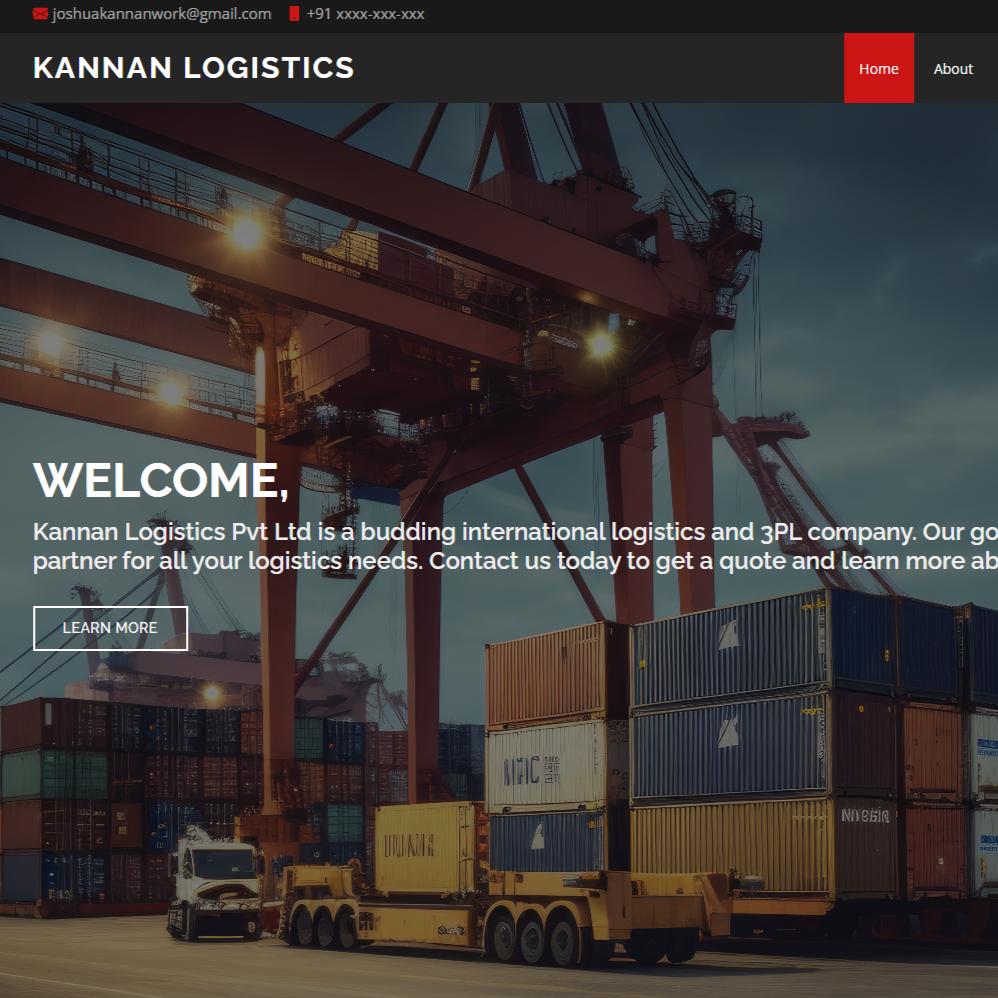 joshuakannanwork@gmail.com +91 xxxx-xxx-xxx
KANNAN LOGISTICS
Home About
WELCOME,
Kannan Logistics Pvt Ltd is a budding international logistics and 3PL company. Our go
partner for all your logistics needs. Contact us today to get a quote and learn more ab
LEARN MORE